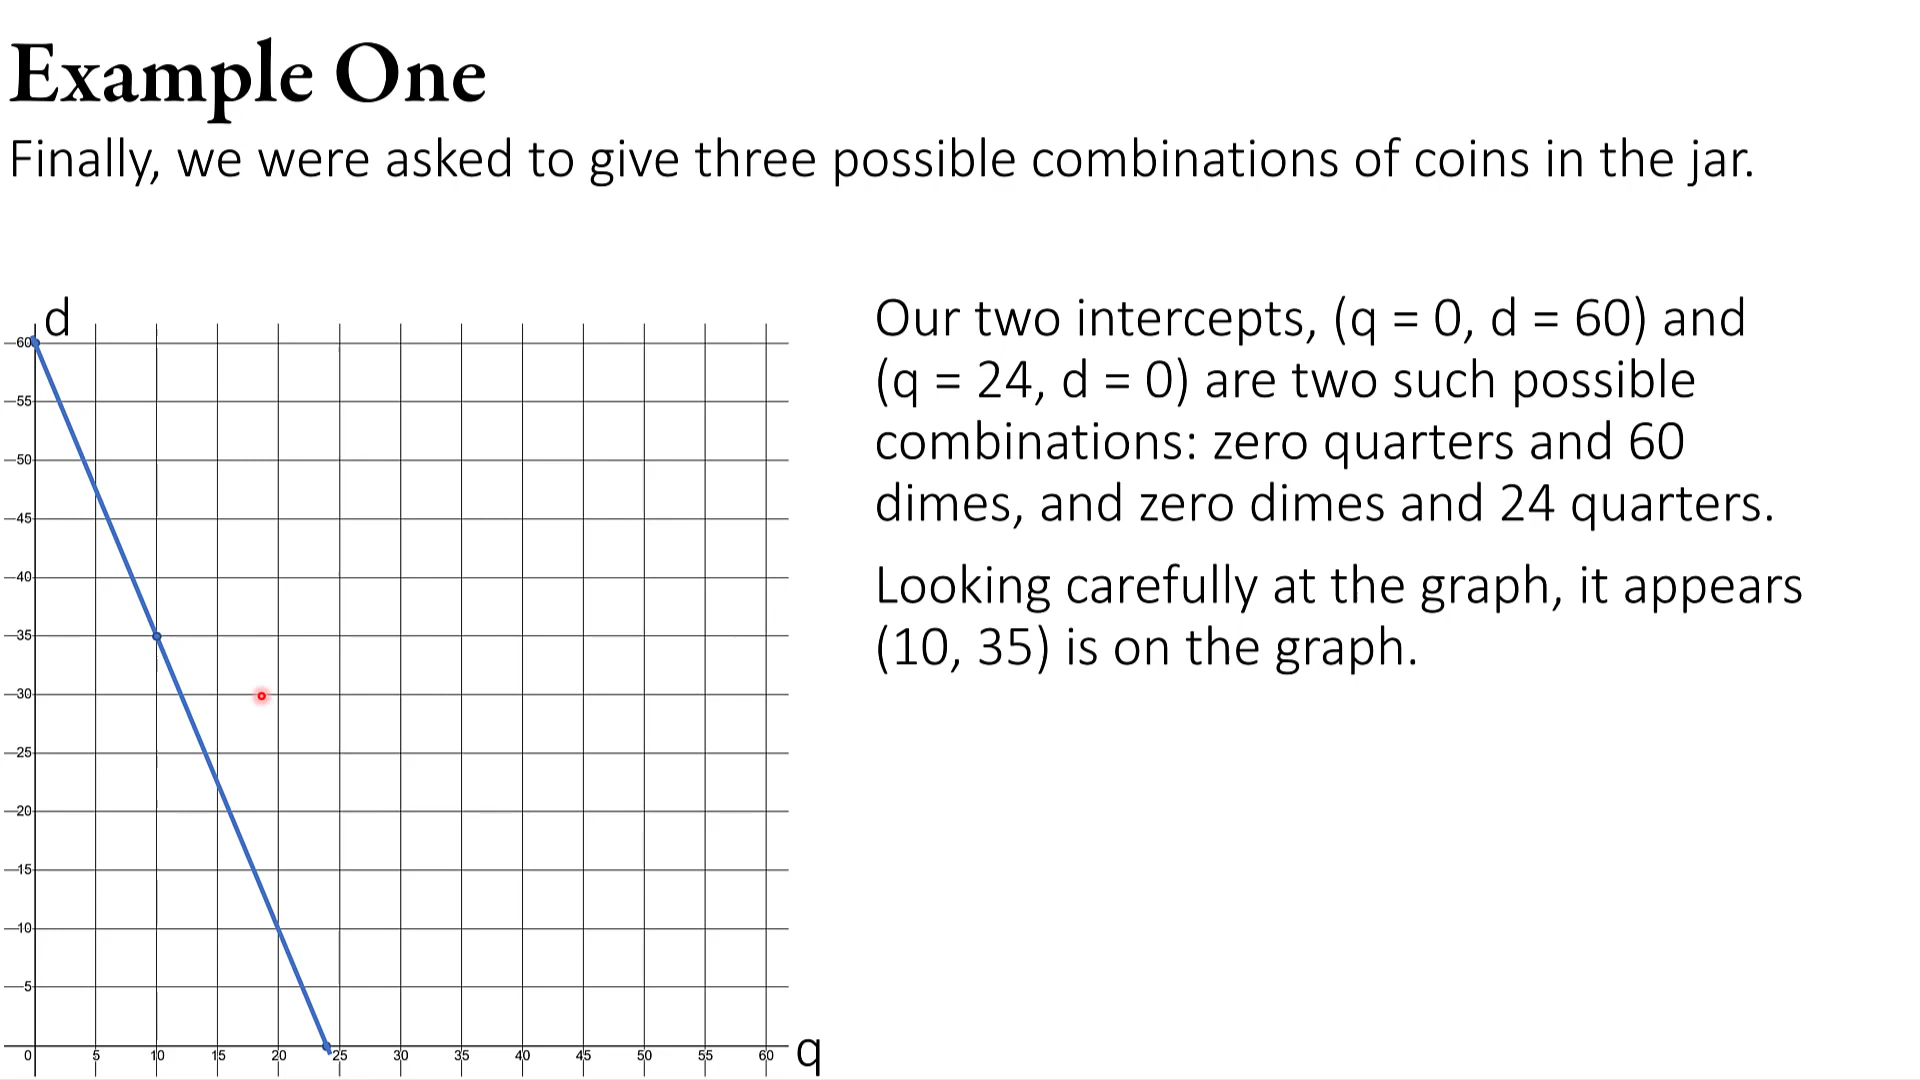 Example One
Finally, we were asked to give three possible combinations of coins in the jar.
d
60
55
50
45
40
35
30
25
20
15
10
5
0 5 10 15 20 25 30 35 40 45 50 55 60 q
Our two intercepts, (q = 0, d = 60) and
(q = 24, d = 0) are two such possible
combinations: zero quarters and 60
dimes, and zero dimes and 24 quarters.
Looking carefully at the graph, it appears
(10, 35) is on the graph.